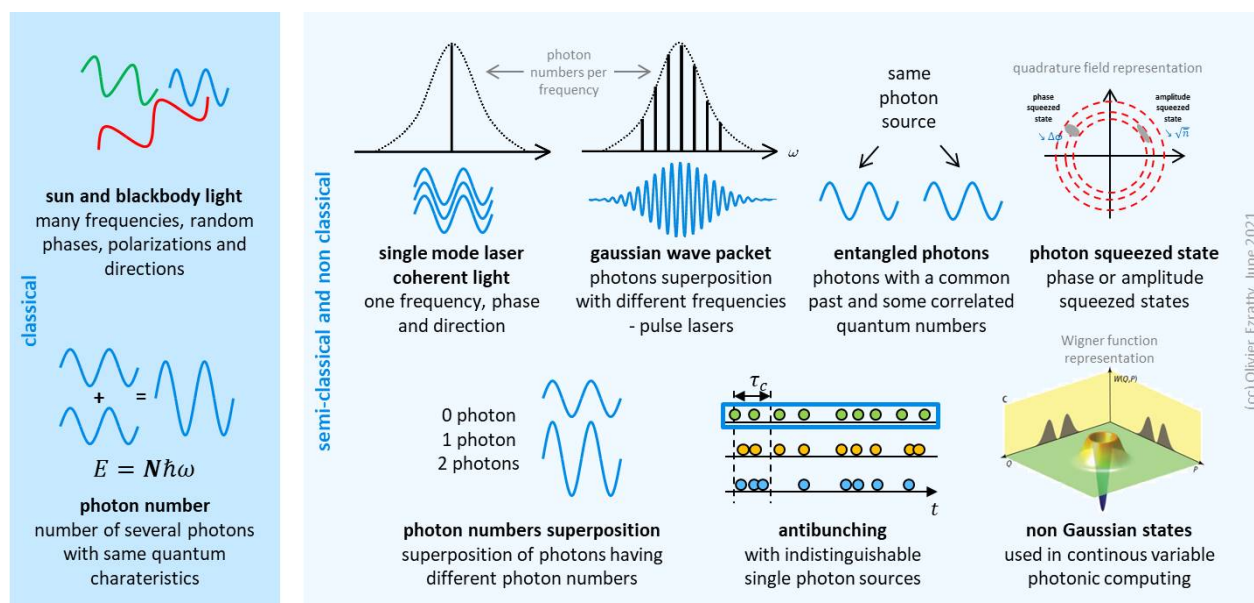 classical
sun and blackbody light
many frequencies, random
phases, polarizations and
directions
+ =
E = Nħω
photon number
number of several photons
with same quantum
charateristics
semi-classical and non classical
photon
numbers per
frequency
ω
single mode laser
coherent light
one frequency, phase
and direction
gaussian wave packet
photons superposition
with different frequencies
- pulse lasers
same
photon
source
entangled photons
photons with a common
past and some correlated
quantum numbers
quadrature field representation
phase
squeezed
state
↘ Δφ
amplitude
squeezed
state
↘ √n̅
photon squeezed state
phase or amplitude
squeezed states
0 photon
1 photon
2 photons
photon numbers superposition
superposition of photons having
different photon numbers
τc
t
antibunching
with indistinguishable
single photon sources
Wigner function
representation
W(Q,P)
C
Q
P
non Gaussian states
used in continous variable
photonic computing
(cc) Olivier Ezratty, June 2021